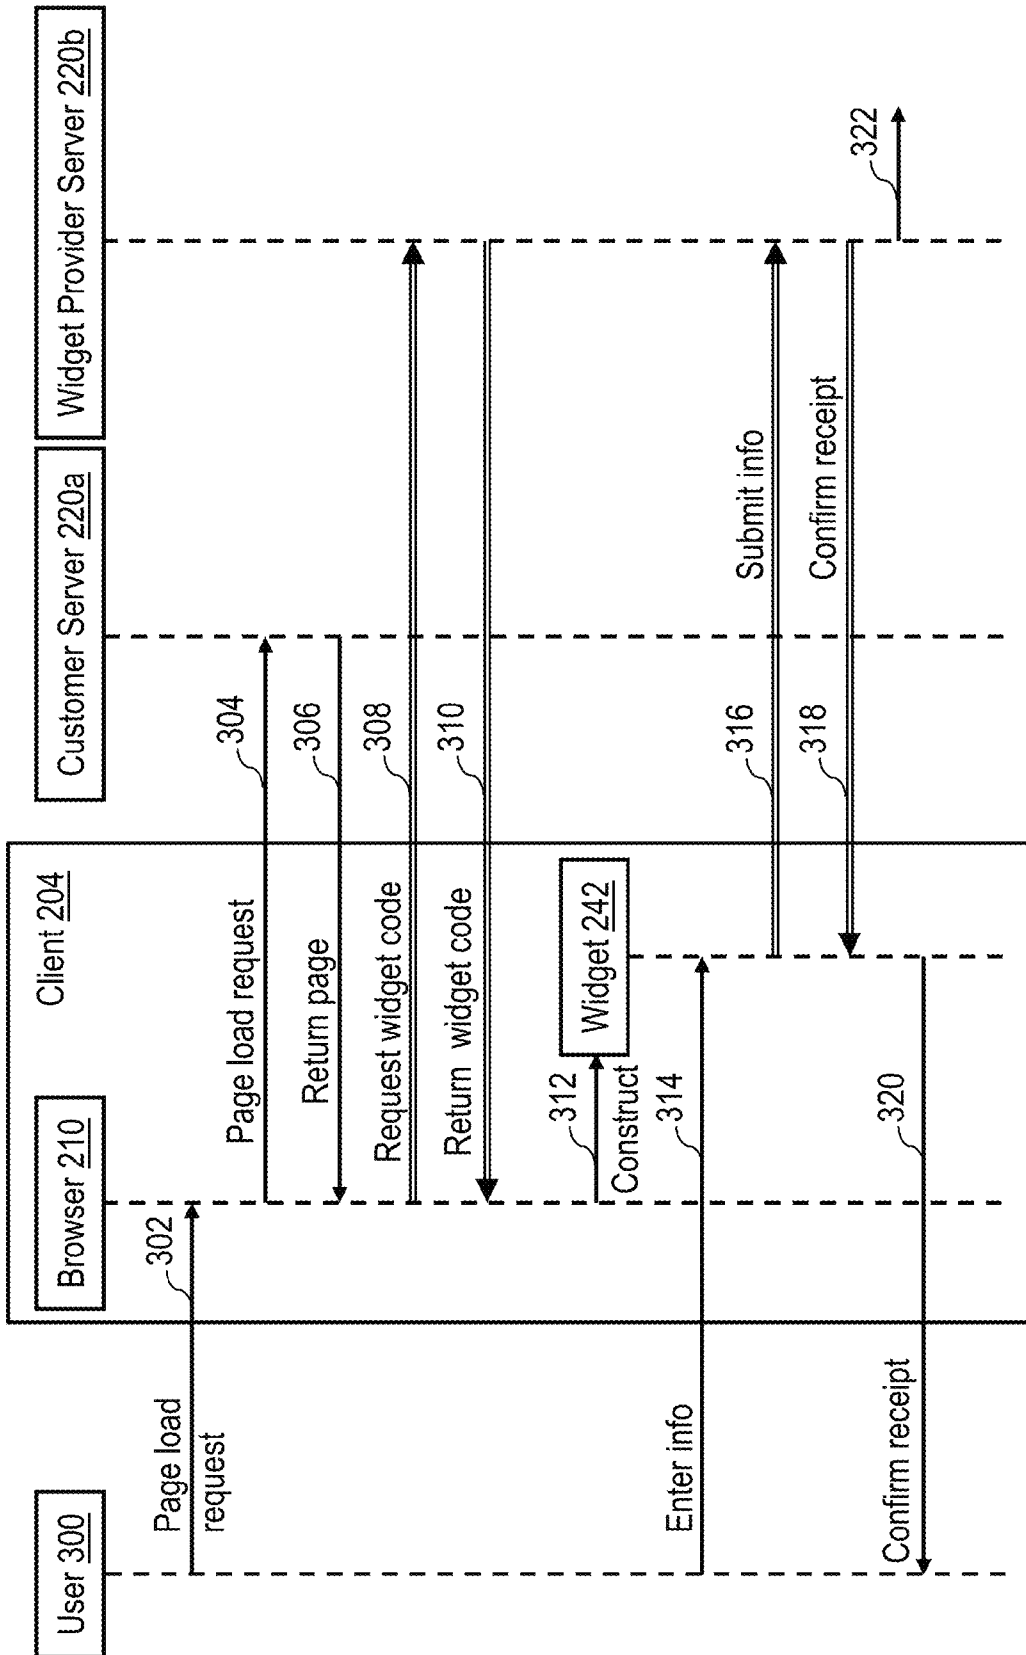 User 300
Browser 210
Client 204
Customer Server 220a
Widget Provider Server 220b
Page load
request
302
Page load request
304
Return page
306
Request widget code
308
Return widget code
310
Widget 242
312
Construct
Enter info
314
Submit info
316
Confirm receipt
318
Confirm receipt
320
322